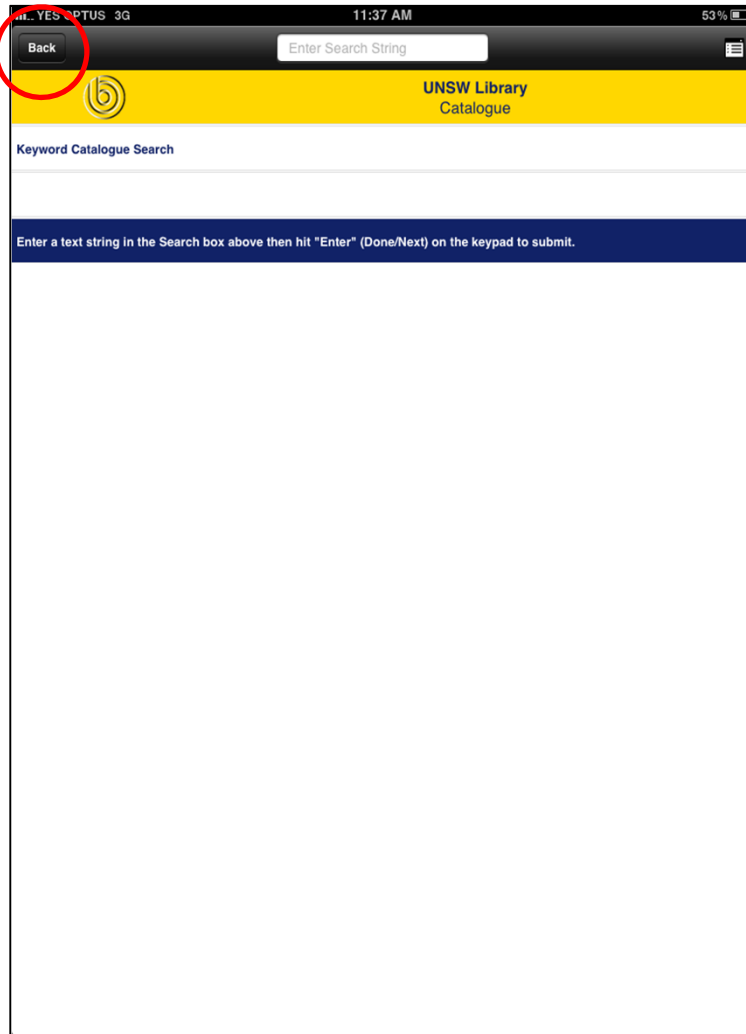 YES OPTUS 3G 11:37 AM 53%
Back Enter Search String
UNSW Library
Catalogue
Keyword Catalogue Search
Enter a text string in the Search box above then hit "Enter" (Done/Next) on the keypad to submit.